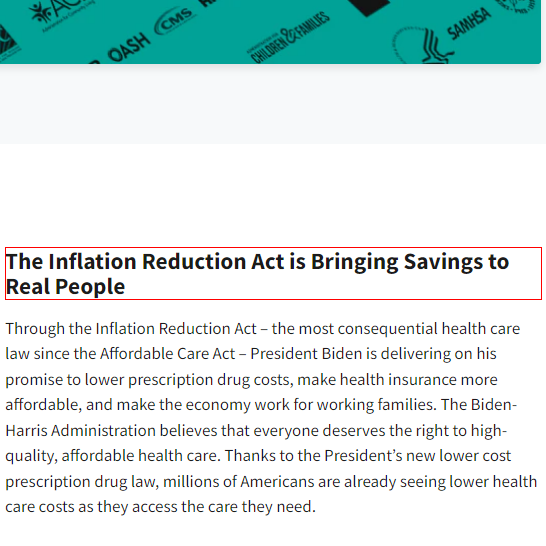 OASH
CMS
CHILDREN & FAMILIES
SAMHSA
The Inflation Reduction Act is Bringing Savings to
Real People
Through the Inflation Reduction Act – the most consequential health care
law since the Affordable Care Act – President Biden is delivering on his
promise to lower prescription drug costs, make health insurance more
affordable, and make the economy work for working families. The Biden-
Harris Administration believes that everyone deserves the right to high-
quality, affordable health care. Thanks to the President’s new lower cost
prescription drug law, millions of Americans are already seeing lower health
care costs as they access the care they need.